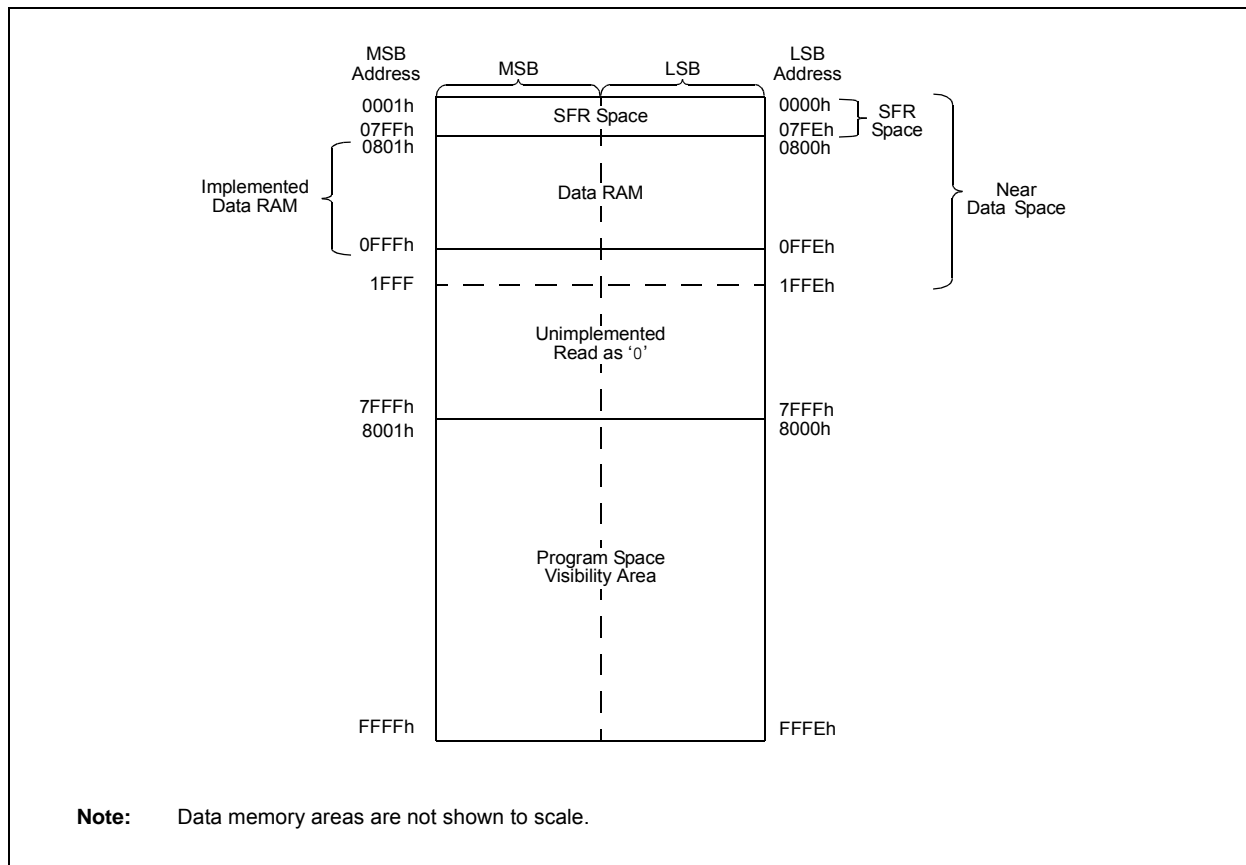 MSB
Address
MSB
LSB
LSB
Address
0001h
SFR Space
0000h
SFR
Space
07FFh
07FEh
0801h
0800h
Implemented
Data RAM
Data RAM
Near
Data Space
0FFFh
0FFEh
1FFF
1FFEh
Unimplemented
Read as ‘0’
7FFFh
7FFFh
8001h
8000h
Program Space
Visibility Area
FFFFh
FFFEh
Note: Data memory areas are not shown to scale.